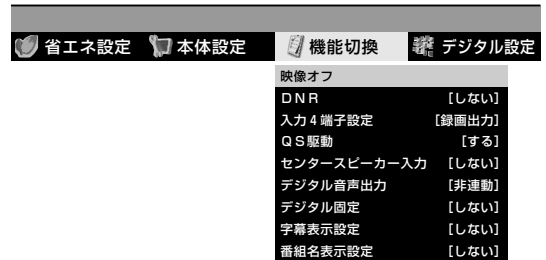 省エネ設定 本体設定 機能切換 デジタル設定
映像オフ
DNR [しない]
入力4端子設定 [録画出力]
QS駆動 [する]
センタースピーカー入力 [しない]
デジタル音声出力 [非連動]
デジタル固定 [しない]
字幕表示設定 [しない]
番組名表示設定 [しない]